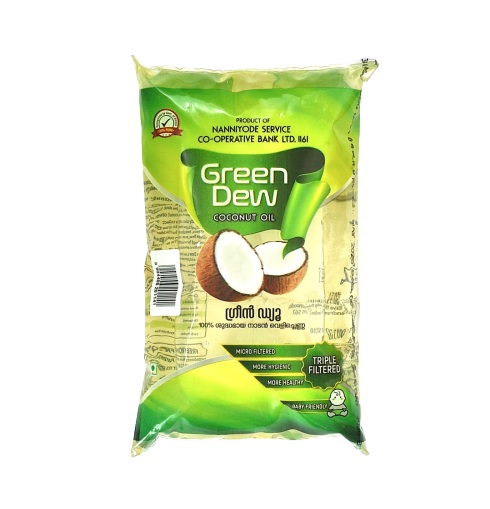 PRODUCT OF
NANNIYODE SERVICE
CO-OPERATIVE BANK LTD. 1161
Green
Dew
COCONUT OIL
ഗ്രീൻ ഡ്യൂ
100% ശുദ്ധമായ നാടൻ വെളിച്ചെണ്ണ
MICRO FILTERED
MORE HYGIENIC
MORE HEALTHY
TRIPLE
FILTERED
BABY FRIENDLY